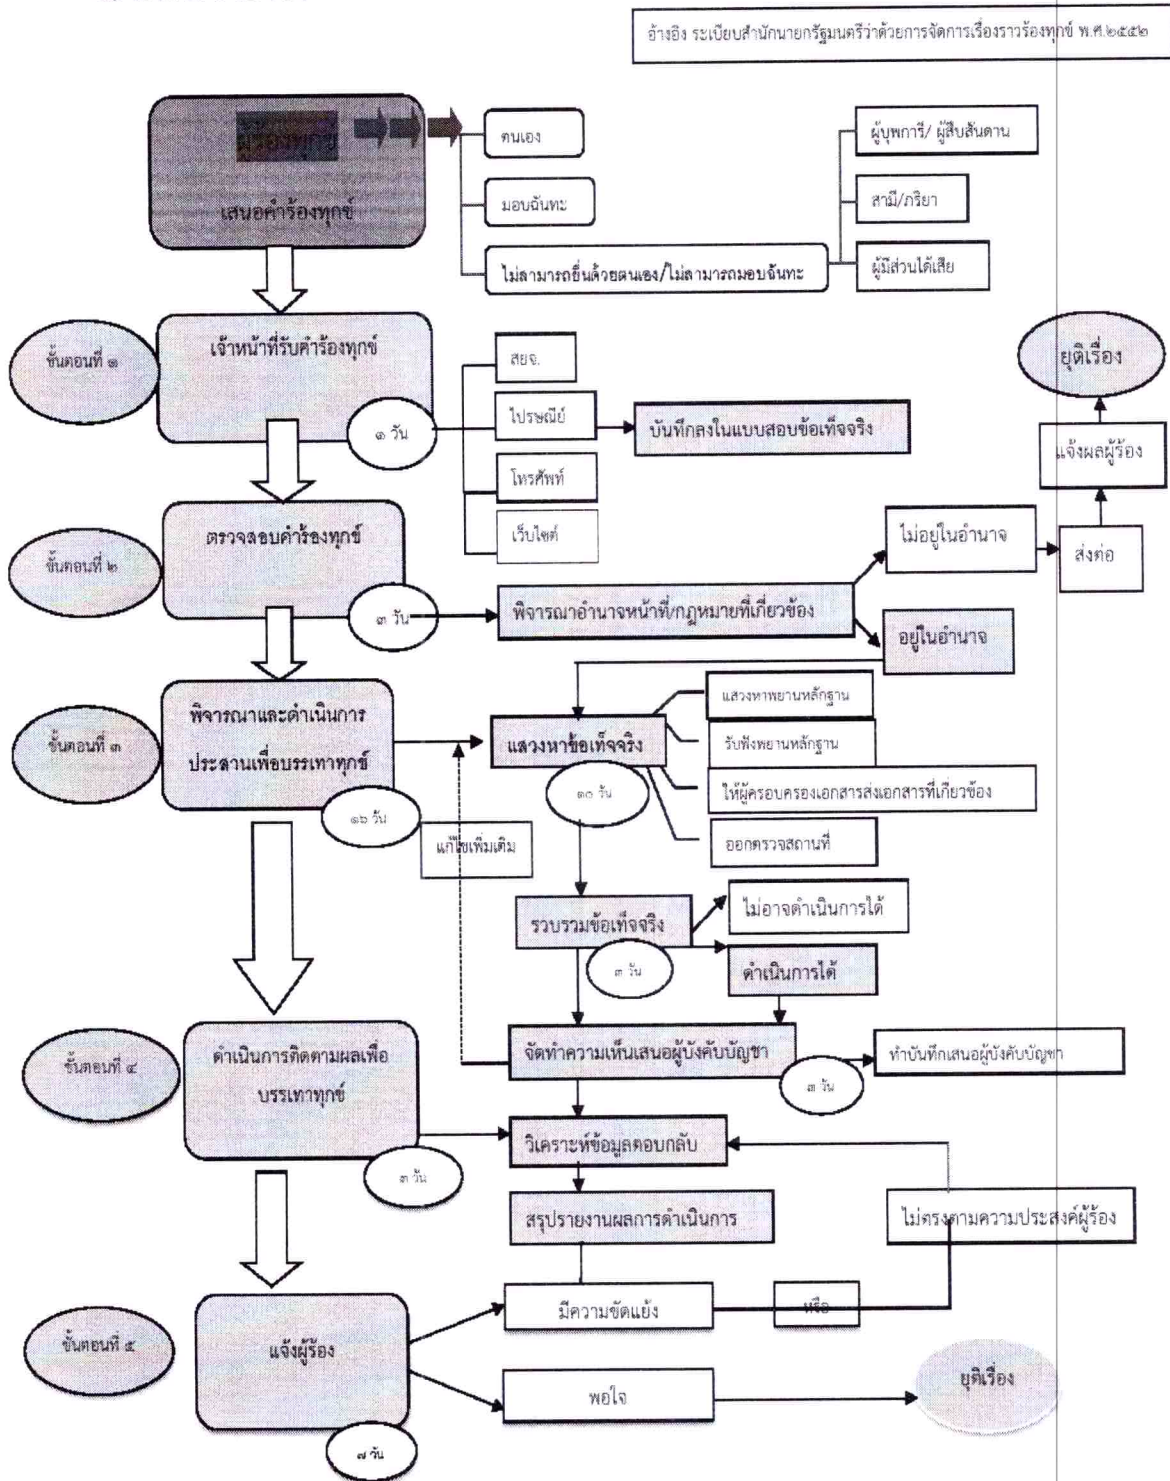 อ้างอิง ระเบียบสำนักนายกรัฐมนตรีว่าด้วยการจัดการเรื่องราวร้องทุกข์ พ.ศ.๒๕๕๒
ผู้ร้องทุกข์
เสนอคำร้องทุกข์
ตนเอง
มอบฉันทะ
ไม่สามารถยื่นด้วยตนเอง/ไม่สามารถมอบฉันทะ
ผู้บุพการี/ ผู้สืบสันดาน
สามี/ภริยา
ผู้มีส่วนได้เสีย
ขั้นตอนที่ ๑
เจ้าหน้าที่รับคำร้องทุกข์
๑ วัน
สยจ.
ไปรษณีย์
โทรศัพท์
เว็บไซต์
บันทึกลงในแบบสอบข้อเท็จจริง
ยุติเรื่อง
แจ้งผลผู้ร้อง
ส่งต่อ
ขั้นตอนที่ ๒
ตรวจสอบคำร้องทุกข์
๓ วัน
พิจารณาอำนาจหน้าที่/กฎหมายที่เกี่ยวข้อง
ไม่อยู่ในอำนาจ
อยู่ในอำนาจ
ขั้นตอนที่ ๓
พิจารณาและดำเนินการ
ประสานเพื่อบรรเทาทุกข์
๑๖ วัน
แสวงหาข้อเท็จจริง
๑๐ วัน
แสวงหาพยานหลักฐาน
รับฟังพยานหลักฐาน
ให้ผู้ครอบครองเอกสารส่งเอกสารที่เกี่ยวข้อง
ออกตรวจสถานที่
แก้ไขเพิ่มเติม
รวบรวมข้อเท็จจริง
๓ วัน
ไม่อาจดำเนินการได้
ดำเนินการได้
ขั้นตอนที่ ๔
ดำเนินการติดตามผลเพื่อ
บรรเทาทุกข์
๓ วัน
จัดทำความเห็นเสนอผู้บังคับบัญชา
๓ วัน
ทำบันทึกเสนอผู้บังคับบัญชา
วิเคราะห์ข้อมูลตอบกลับ
สรุปรายงานผลการดำเนินการ
ไม่ตรงตามความประสงค์ผู้ร้อง
ขั้นตอนที่ ๕
แจ้งผู้ร้อง
๗ วัน
มีความขัดแย้ง
หรือ
พอใจ
ยุติเรื่อง